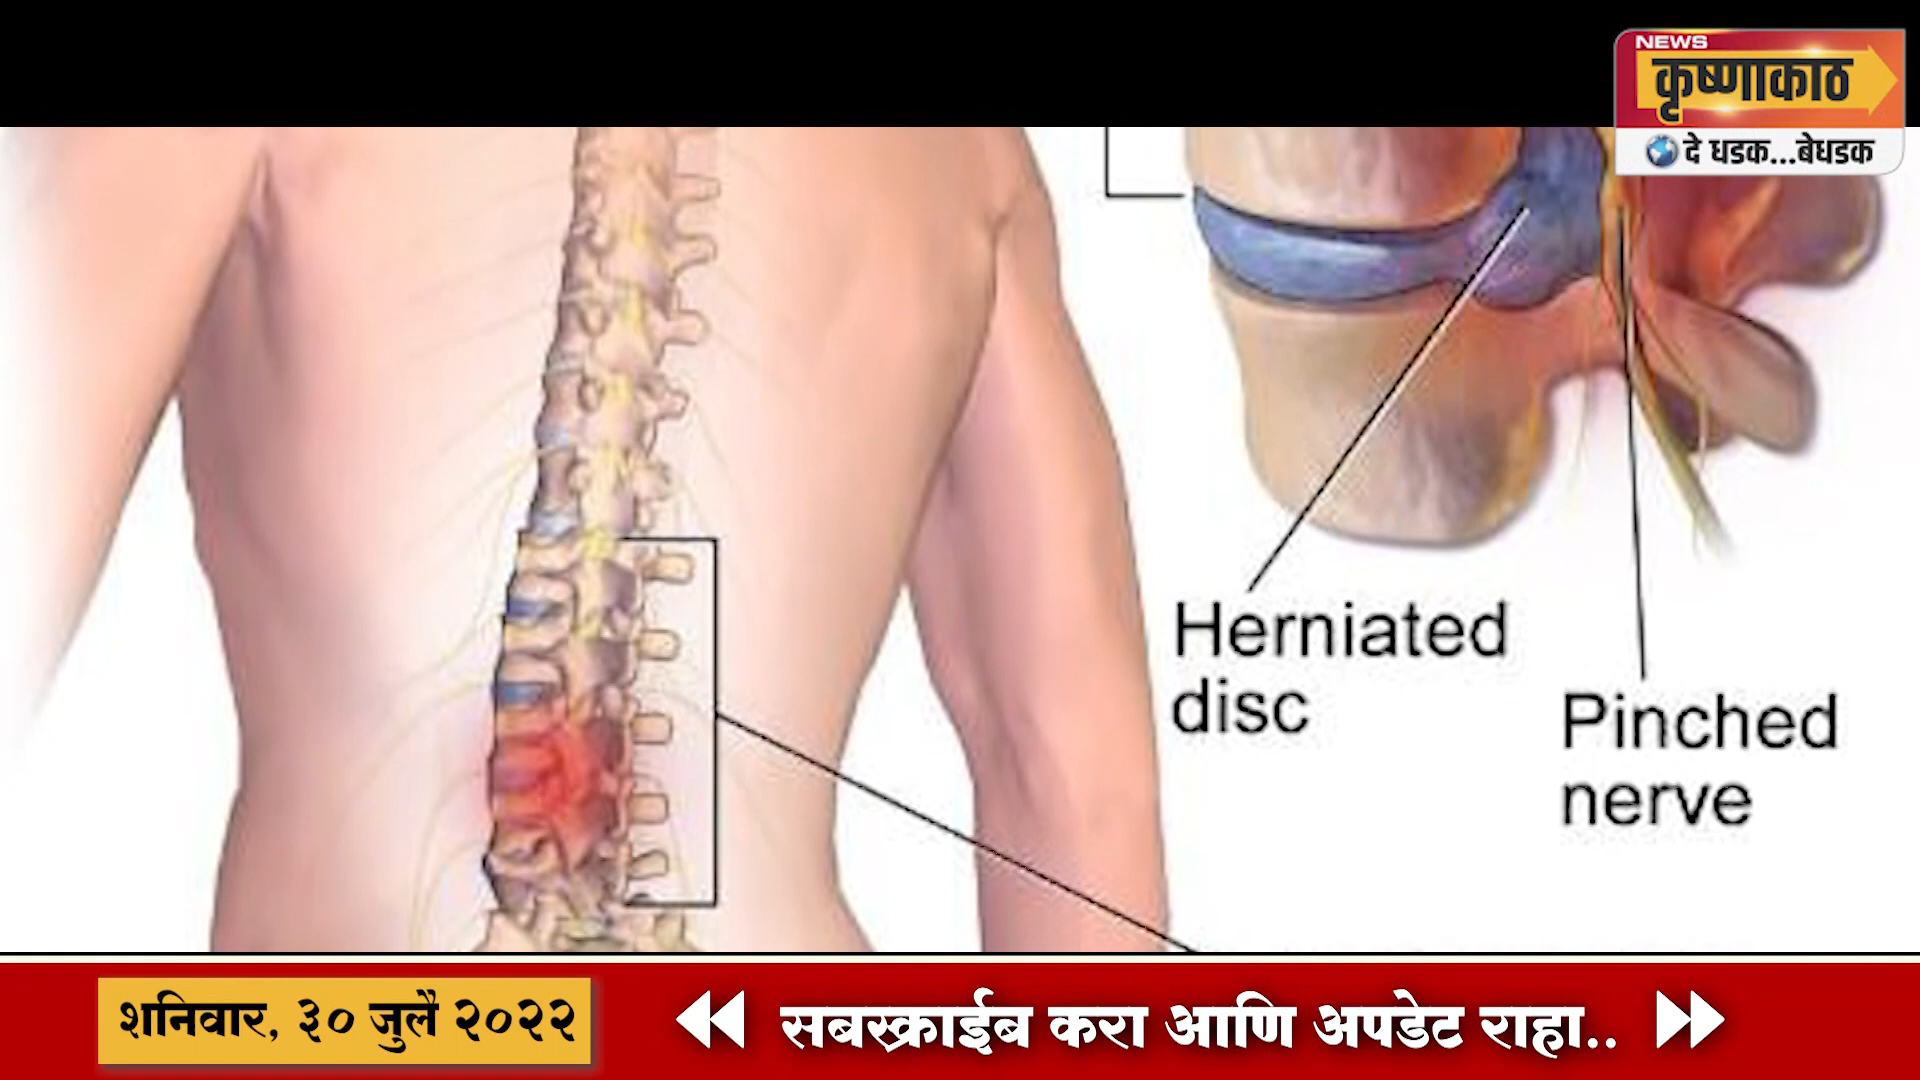 NEWS
कृष्णाकाठ
दे धडक...बेधडक
Herniated
disc
Pinched
nerve
शनिवार, ३० जुलै २०२२
सबस्क्राईब करा आणि अपडेट राहा..